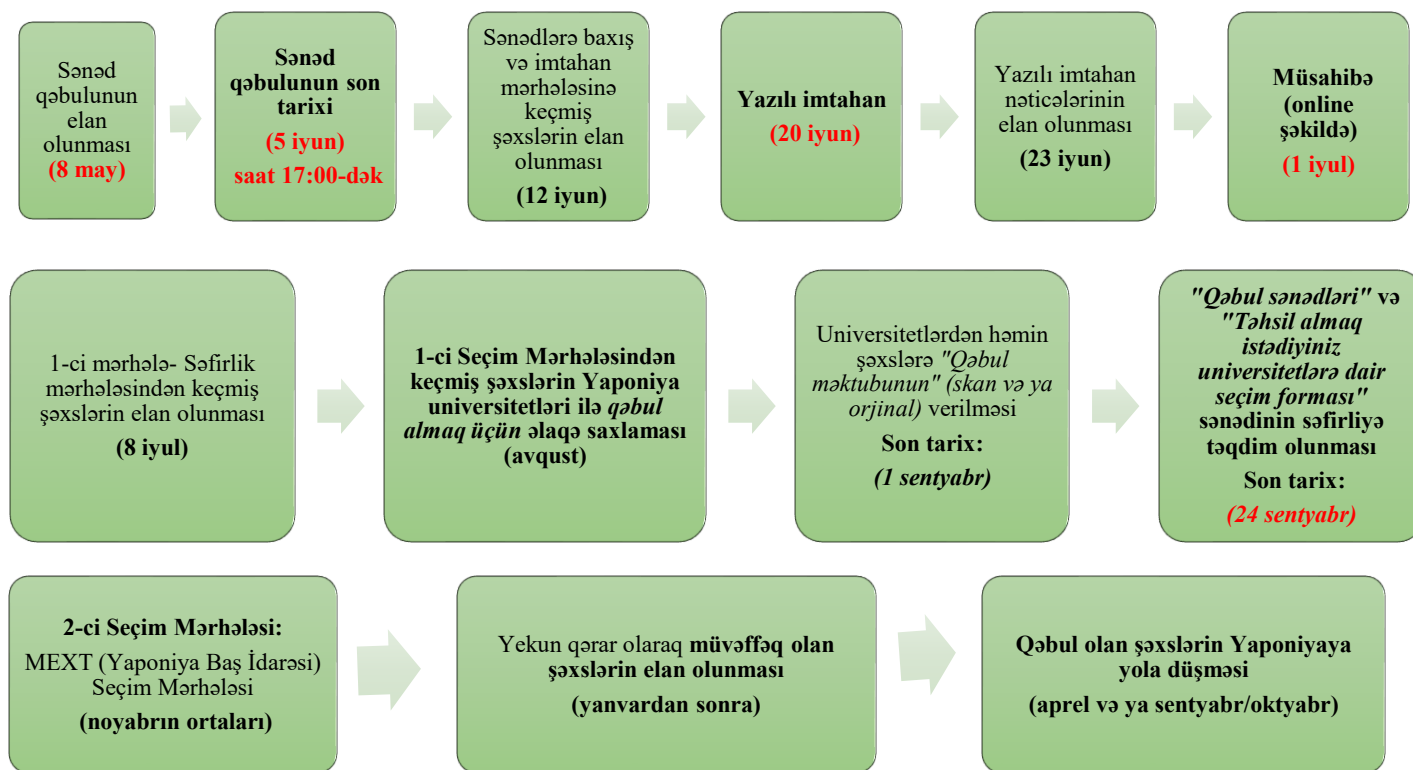 Sənəd
qəbulunun
elan
olunması
(8 may)
Sənəd
qəbulunun son
tarixi
(5 iyun)
saat 17:00-dək
Sənədlərə baxış
və imtahan
mərhələsinə
keçmiş
şəxslərin elan
olunması
(12 iyun)
Yazılı imtahan
(20 iyun)
Yazılı imtahan
nəticələrinin
elan olunması
(23 iyun)
Müsahibə
(online
şəkildə)
(1 iyul)
1-ci mərhələ- Səfirlik
mərhələsindən keçmiş
şəxslərin elan olunması
(8 iyul)
1-ci Seçim Mərhələsindən
keçmiş şəxslərin Yaponiya
universitetləri ilə qəbul
almaq üçün əlaqə saxlaması
(avqust)
Universitetlərdən həmin
şəxslərə "Qəbul
məktubunun" (skan və ya
orjinal) verilməsi
Son tarix:
(1 sentyabr)
"Qəbul sənədləri" və
"Təhsil almaq
istədiyiniz
universitetlərə dair
seçim forması"
sənədinin səfirliyə
təqdim olunması
Son tarix:
(24 sentyabr)
2-ci Seçim Mərhələsi:
MEXT (Yaponiya Baş İdarəsi)
Seçim Mərhələsi
(noyabrın ortaları)
Yekun qərar olaraq müvəffəq olan
şəxslərin elan olunması
(yanvardan sonra)
Qəbul olan şəxslərin Yaponiyaya
yola düşməsi
(aprel və ya sentyabr/oktyabr)